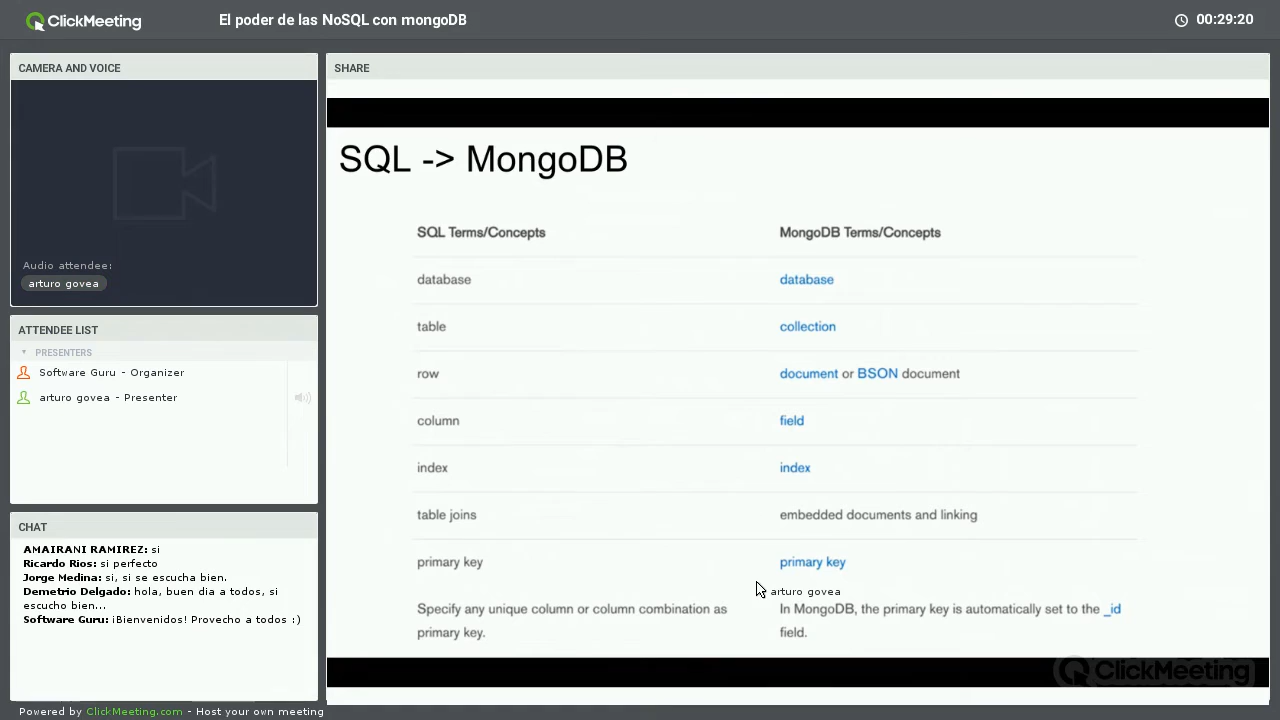 ClickMeeting
El poder de las NoSQL con mongoDB
00:29:20
CAMERA AND VOICE
Audio attendee:
arturo govea
ATTENDEE LIST
PRESENTERS
Software Guru - Organizer
arturo govea - Presenter
CHAT
AMAIRANI RAMIREZ: si
Ricardo Rios: si perfecto
Jorge Medina: si, si se escucha bien.
Demetrio Delgado: hola, buen dia a todos, si
escucho bien...
Software Guru: ¡Bienvenidos! Provecho a todos :)
SHARE
SQL -> MongoDB
SQL Terms/Concepts MongoDB Terms/Concepts
database database
table collection
row document or BSON document
column field
index index
table joins embedded documents and linking
primary key primary key
arturo govea
Specify any unique column or column combination as In MongoDB, the primary key is automatically set to the _id
primary key. field.
ClickMeeting
Powered by ClickMeeting.com - Host your own meeting